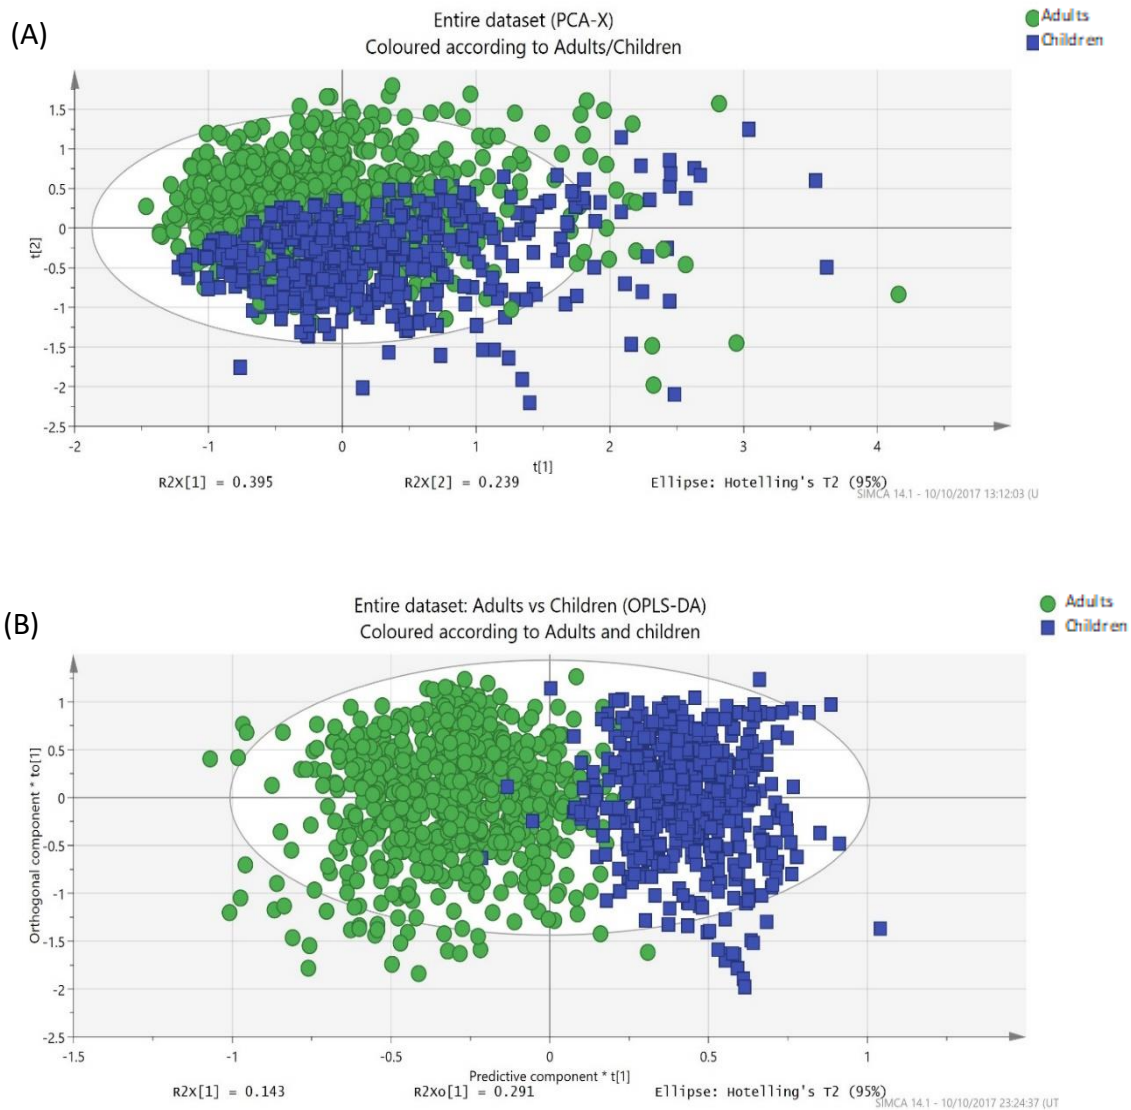 (A)
Entire dataset (PCA-X)
Coloured according to Adults/Children
Adults
Children
1.5
1
0.5
0
-0.5
-1
-1.5
-2
-2.5
t[2]
-2 -1 0 1 2 3 4
t[1]
R2X[1] = 0.395 R2X[2] = 0.239 Ellipse: Hotelling's T2 (95%)
SIMCA 14.1 - 10/10/2017 13:12:03 (U
(B)
Entire dataset: Adults vs Children (OPLS-DA)
Coloured according to Adults and children
Adults
Children
1
0.5
0
-0.5
-1
-1.5
-2
-2.5
Orthogonal component * to[1]
-1.5 -1 -0.5 0 0.5 1
Predictive component * t[1]
R2X[1] = 0.143 R2Xo[1] = 0.291 Ellipse: Hotelling's T2 (95%)
SIMCA 14.1 - 10/10/2017 23:24:37 (UT